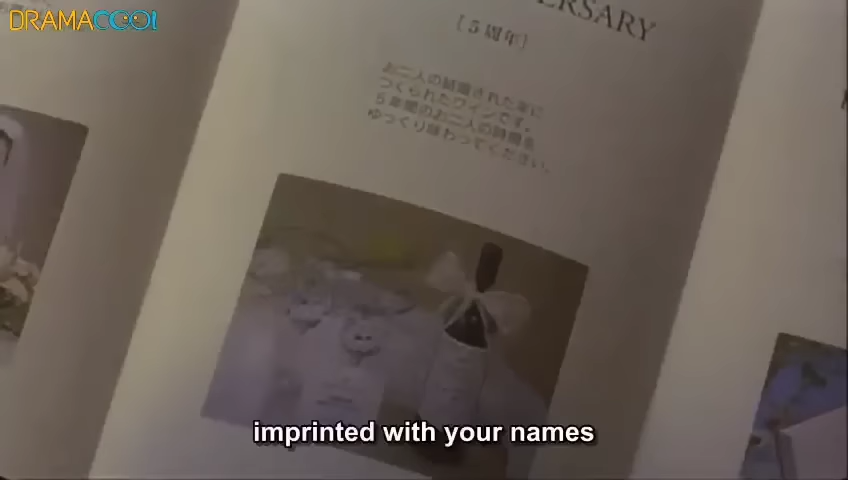 DRAMACOOL
ERSARY
［5周年］
お二人の結婚された年に
つくられたワインです。
5年間のお二人の時間を
ゆっくり味わってください。
imprinted with your names